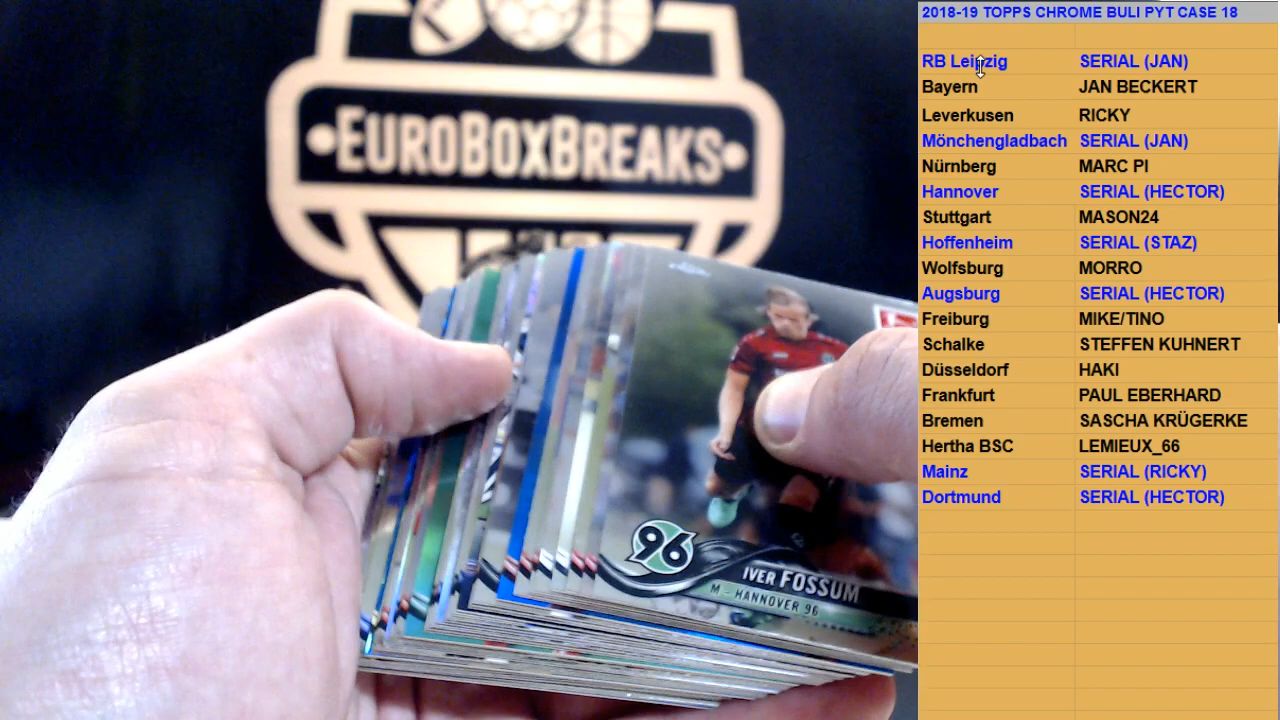 EUROBOXBREAKS
96
IVER FOSSUM
M - HANNOVER 96
2018-19 TOPPS CHROME BULI PYT CASE 18
RB Leipzig SERIAL (JAN)
Bayern JAN BECKERT
Leverkusen RICKY
Mönchengladbach SERIAL (JAN)
Nürnberg MARC PI
Hannover SERIAL (HECTOR)
Stuttgart MASON24
Hoffenheim SERIAL (STAZ)
Wolfsburg MORRO
Augsburg SERIAL (HECTOR)
Freiburg MIKE/TINO
Schalke STEFFEN KUHNERT
Düsseldorf HAKI
Frankfurt PAUL EBERHARD
Bremen SASCHA KRÜGERKE
Hertha BSC LEMIEUX_66
Mainz SERIAL (RICKY)
Dortmund SERIAL (HECTOR)